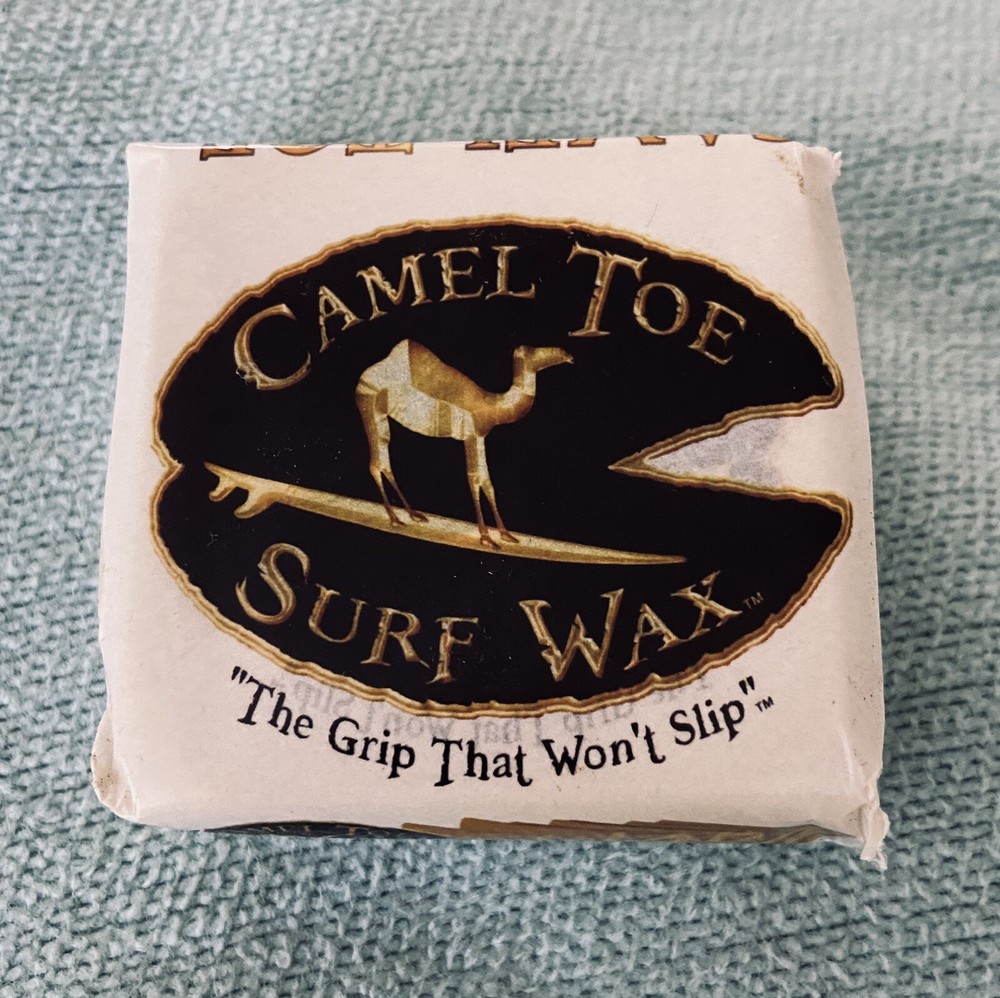 CAMEL TOE
SURF WAX™
"The Grip That Won't Slip"™